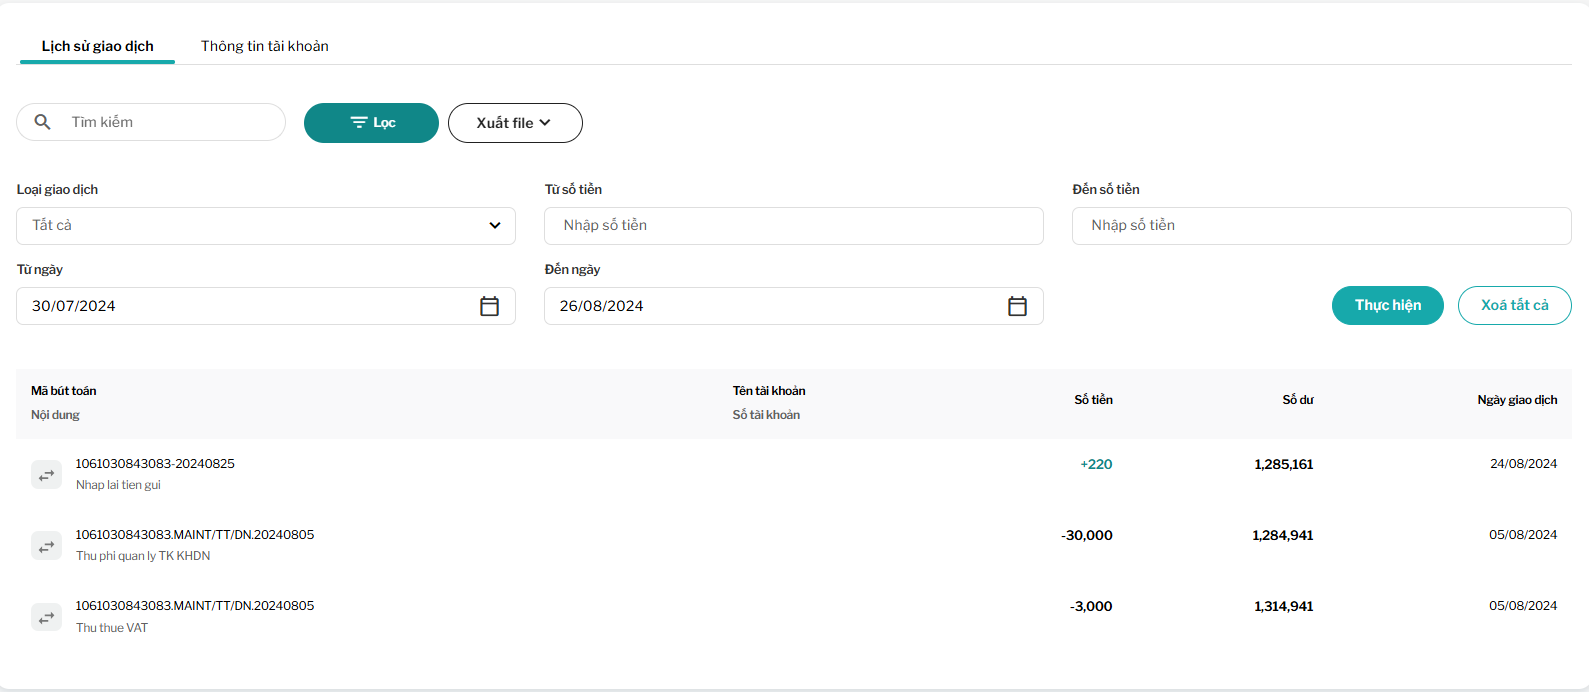 Lịch sử giao dịch Thông tin tài khoản
Tìm kiếm Lọc Xuất file
Loại giao dịch Từ số tiền Đến số tiền
Tất cả Nhập số tiền Nhập số tiền
Từ ngày Đến ngày
30/07/2024 26/08/2024 Thực hiện Xoá tất cả
Mã bút toán Tên tài khoản Số tiền Số dư Ngày giao dịch
Nội dung Số tài khoản
1061030843083-20240825 +220 1,285,161 24/08/2024
Nhap lai tien gui
1061030843083.MAINT/TT/DN.20240805 -30,000 1,284,941 05/08/2024
Thu phi quan ly TK KHDN
1061030843083.MAINT/TT/DN.20240805 -3,000 1,314,941 05/08/2024
Thu thue VAT